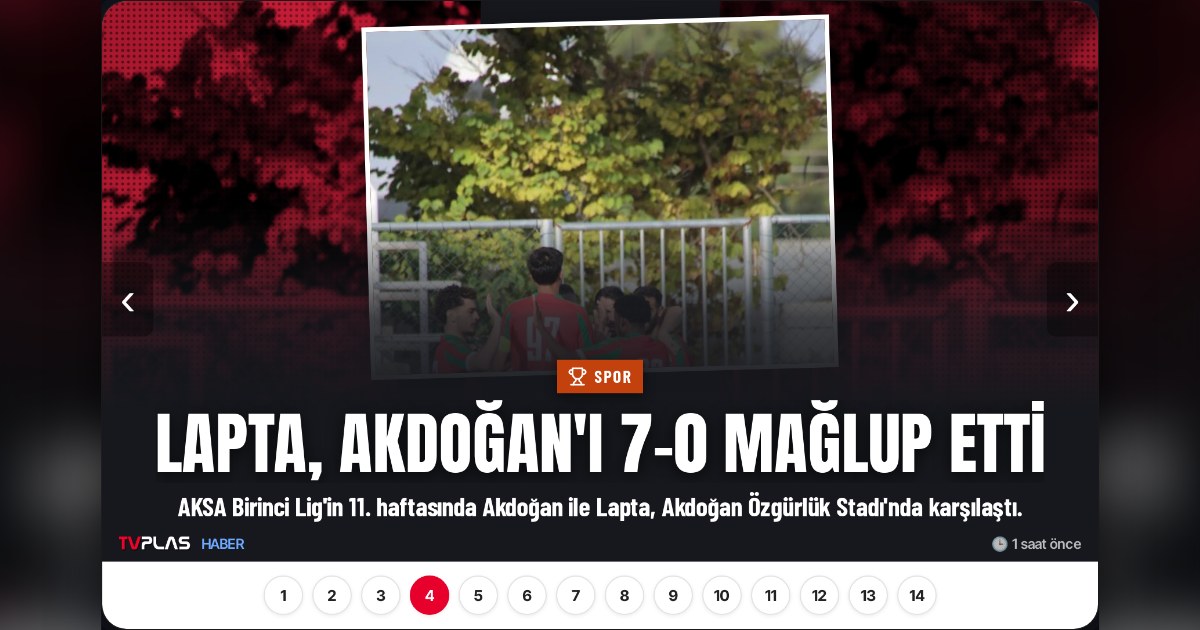 97
SPOR
LAPTA, AKDOĞAN'I 7-0 MAĞLUP ETTİ
AKSA Birinci Lig'in 11. haftasında Akdoğan ile Lapta, Akdoğan Özgürlük Stadı'nda karşılaştı.
TVPLAS HABER
1 saat önce
1 2 3 4 5 6 7 8 9 10 11 12 13 14